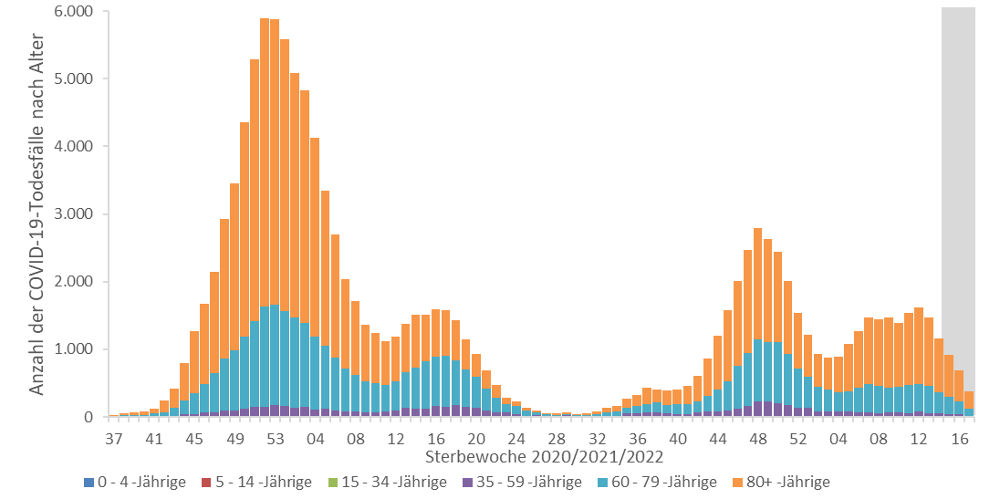 Anzahl der COVID-19-Todesfälle nach Alter
6.000
5.000
4.000
3.000
2.000
1.000
0
37 41 45 49 53 04 08 12 16 20 24 28 32 36 40 44 48 52 04 08 12 16
Sterbewoche 2020/2021/2022
0 - 4 -Jährige 5 - 14 -Jährige 15 - 34 -Jährige 35 - 59 -Jährige 60 - 79 -Jährige 80+ -Jährige